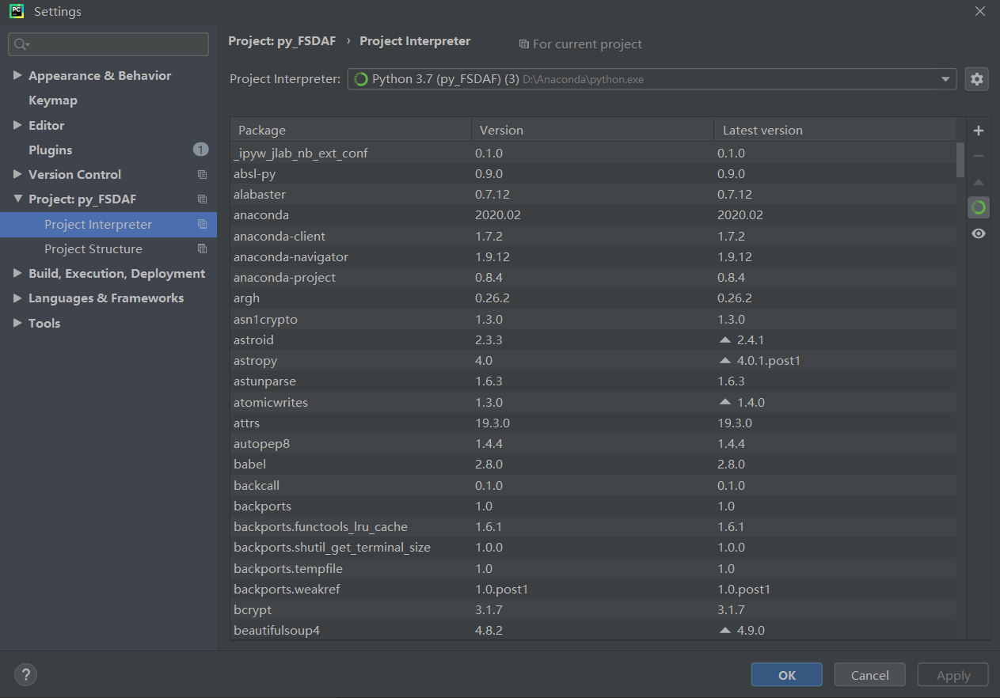 PC
Settings
Appearance & Behavior
Keymap
Editor
Plugins 1
Version Control
Project: py_FSDAF
Project Interpreter
Project Structure
Build, Execution, Deployment
Languages & Frameworks
Tools
Project: py_FSDAF › Project Interpreter For current project
Project Interpreter: Python 3.7 (py_FSDAF) (3) D:\Anaconda\python.exe
Package Version Latest version
_ipyw_jlab_nb_ext_conf 0.1.0 0.1.0
absl-py 0.9.0 0.9.0
alabaster 0.7.12 0.7.12
anaconda 2020.02 2020.02
anaconda-client 1.7.2 1.7.2
anaconda-navigator 1.9.12 1.9.12
anaconda-project 0.8.4 0.8.4
argh 0.26.2 0.26.2
asn1crypto 1.3.0 1.3.0
astroid 2.3.3 2.4.1
astropy 4.0 4.0.1.post1
astunparse 1.6.3 1.6.3
atomicwrites 1.3.0 1.4.0
attrs 19.3.0 19.3.0
autopep8 1.4.4 1.4.4
babel 2.8.0 2.8.0
backcall 0.1.0 0.1.0
backports 1.0 1.0
backports.functools_lru_cache 1.6.1 1.6.1
backports.shutil_get_terminal_size 1.0.0 1.0.0
backports.tempfile 1.0 1.0
backports.weakref 1.0.post1 1.0.post1
bcrypt 3.1.7 3.1.7
beautifulsoup4 4.8.2 4.9.0
? OK Cancel Apply